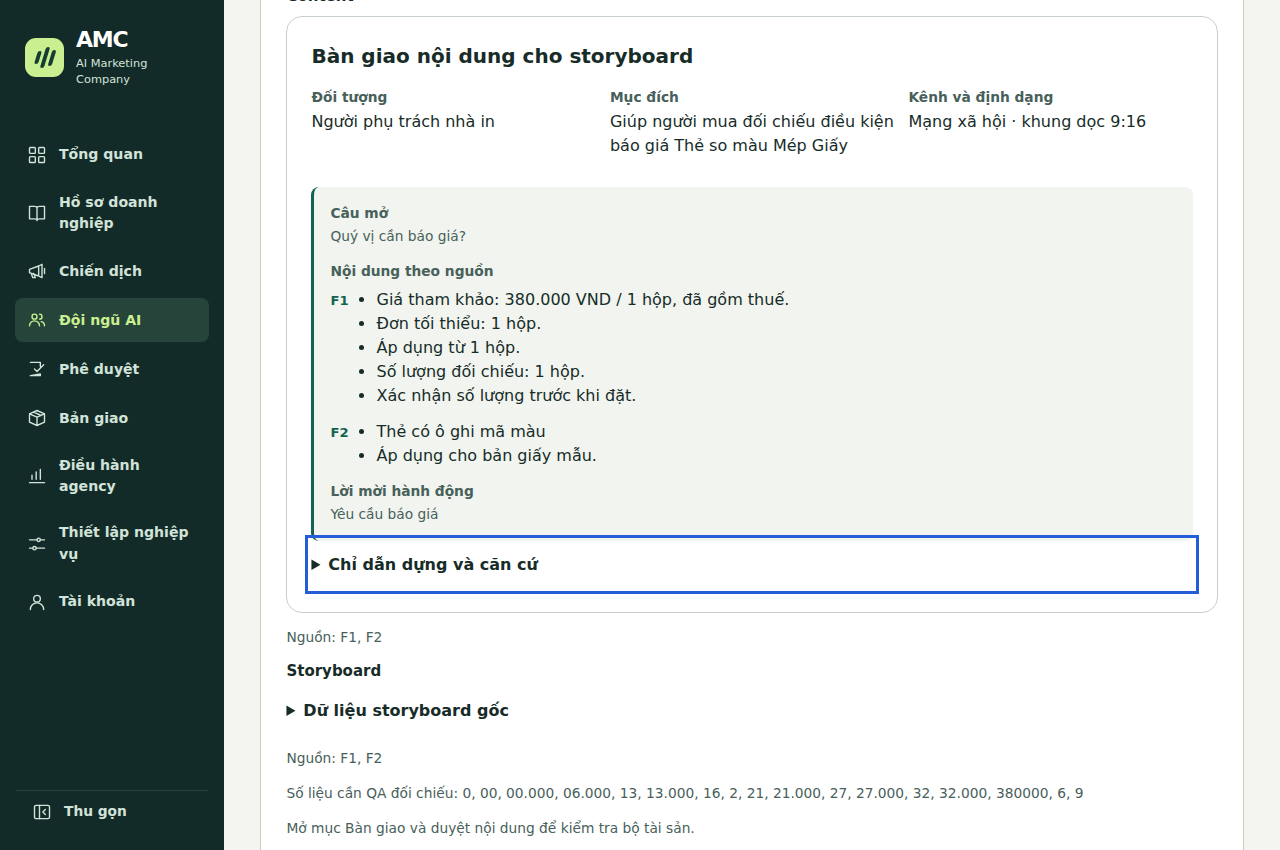 AMC
AI Marketing
Company
Tổng quan
Hồ sơ doanh
nghiệp
Chiến dịch
Đội ngũ AI
Phê duyệt
Bản giao
Điều hành
agency
Thiết lập nghiệp
vụ
Tài khoản
Thu gọn
Bàn giao nội dung cho storyboard
Đối tượng
Người phụ trách nhà in
Mục đích
Giúp người mua đối chiếu điều kiện
báo giá Thẻ so màu Mép Giấy
Kênh và định dạng
Mạng xã hội · khung dọc 9:16
Câu mở
Quý vị cần báo giá?
Nội dung theo nguồn
F1
• Giá tham khảo: 380.000 VND / 1 hộp, đã gồm thuế.
• Đơn tối thiểu: 1 hộp.
• Áp dụng từ 1 hộp.
• Số lượng đối chiếu: 1 hộp.
• Xác nhận số lượng trước khi đặt.
F2
• Thẻ có ô ghi mã màu
• Áp dụng cho bản giấy mẫu.
Lời mời hành động
Yêu cầu báo giá
Chỉ dẫn dựng và căn cứ
Nguồn: F1, F2
Storyboard
Dữ liệu storyboard gốc
Nguồn: F1, F2
Số liệu cần QA đối chiếu: 0, 00, 00.000, 06.000, 13, 13.000, 16, 2, 21, 21.000, 27, 27.000, 32, 32.000, 380000, 6, 9
Mở mục Bàn giao và duyệt nội dung để kiểm tra bộ tài sản.